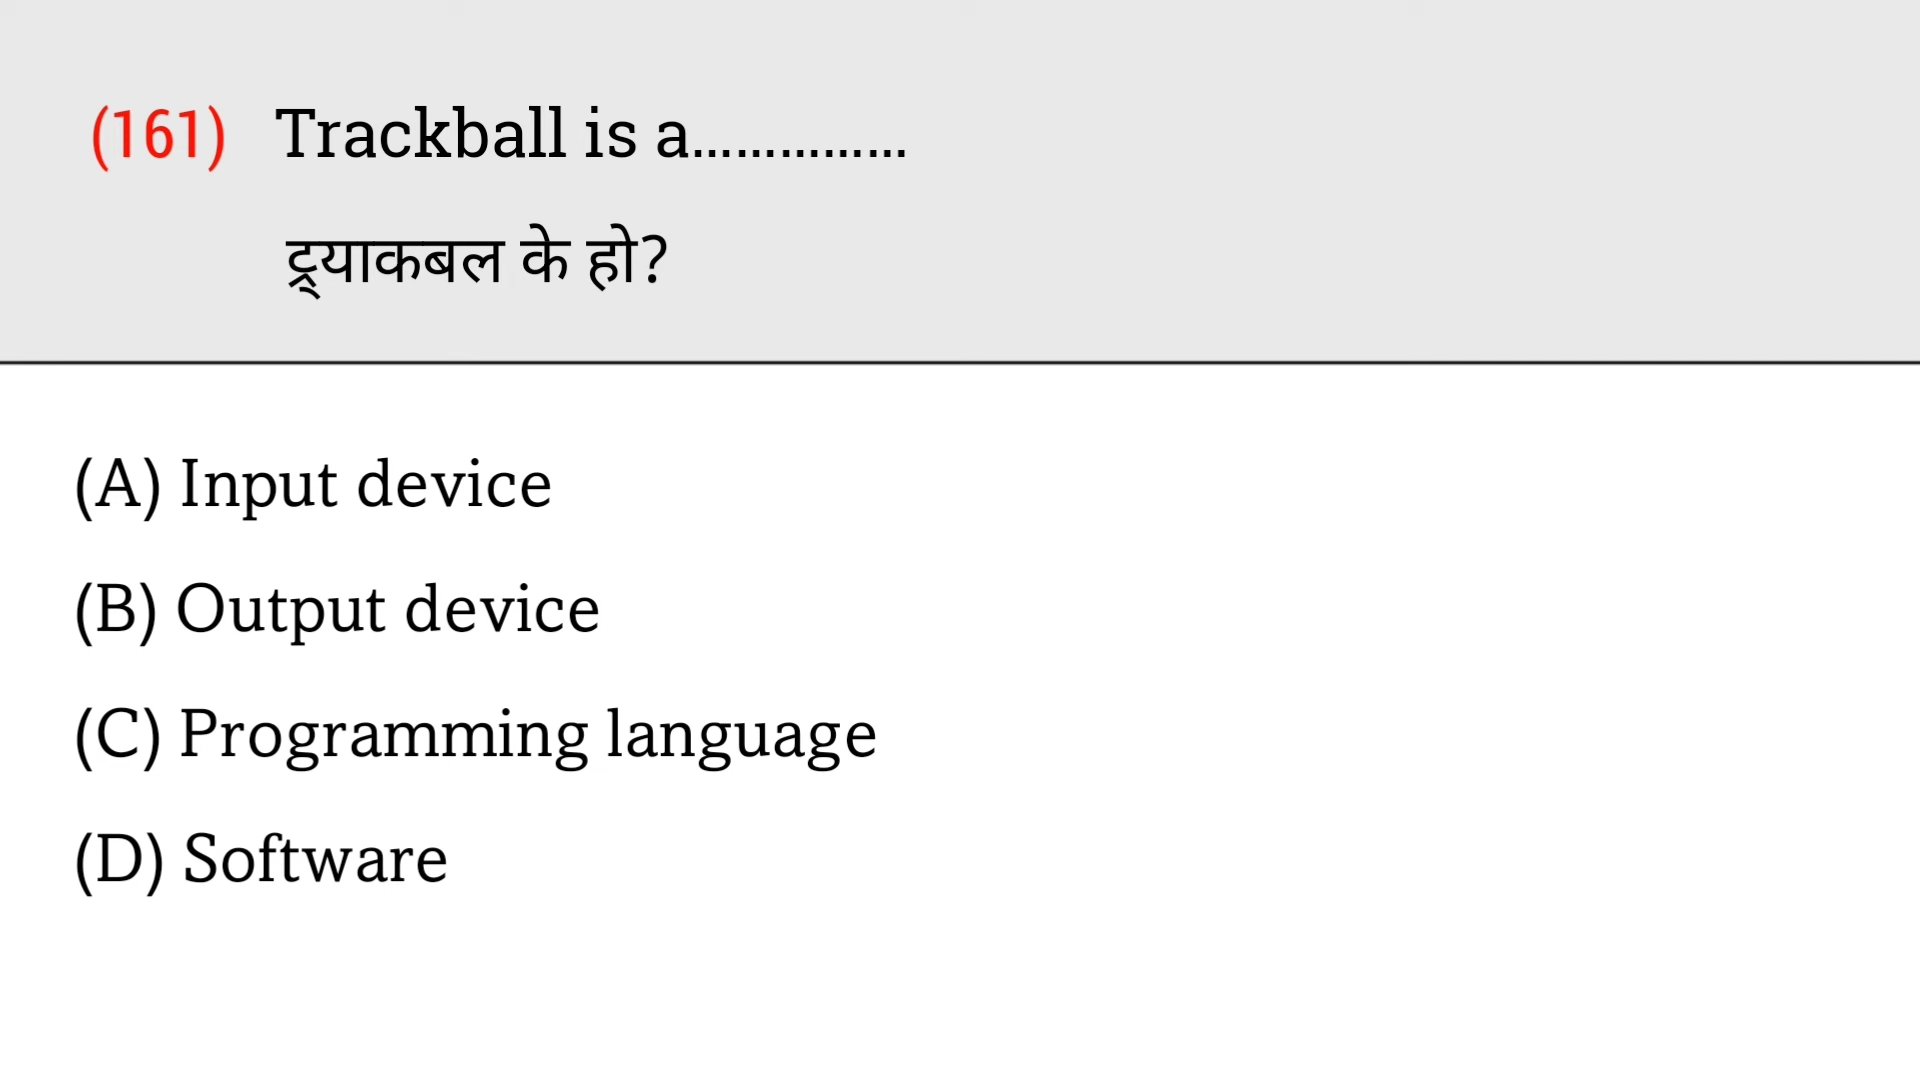 (161) Trackball is a...............
ट्र्याकबल के हो?
(A) Input device
(B) Output device
(C) Programming language
(D) Software